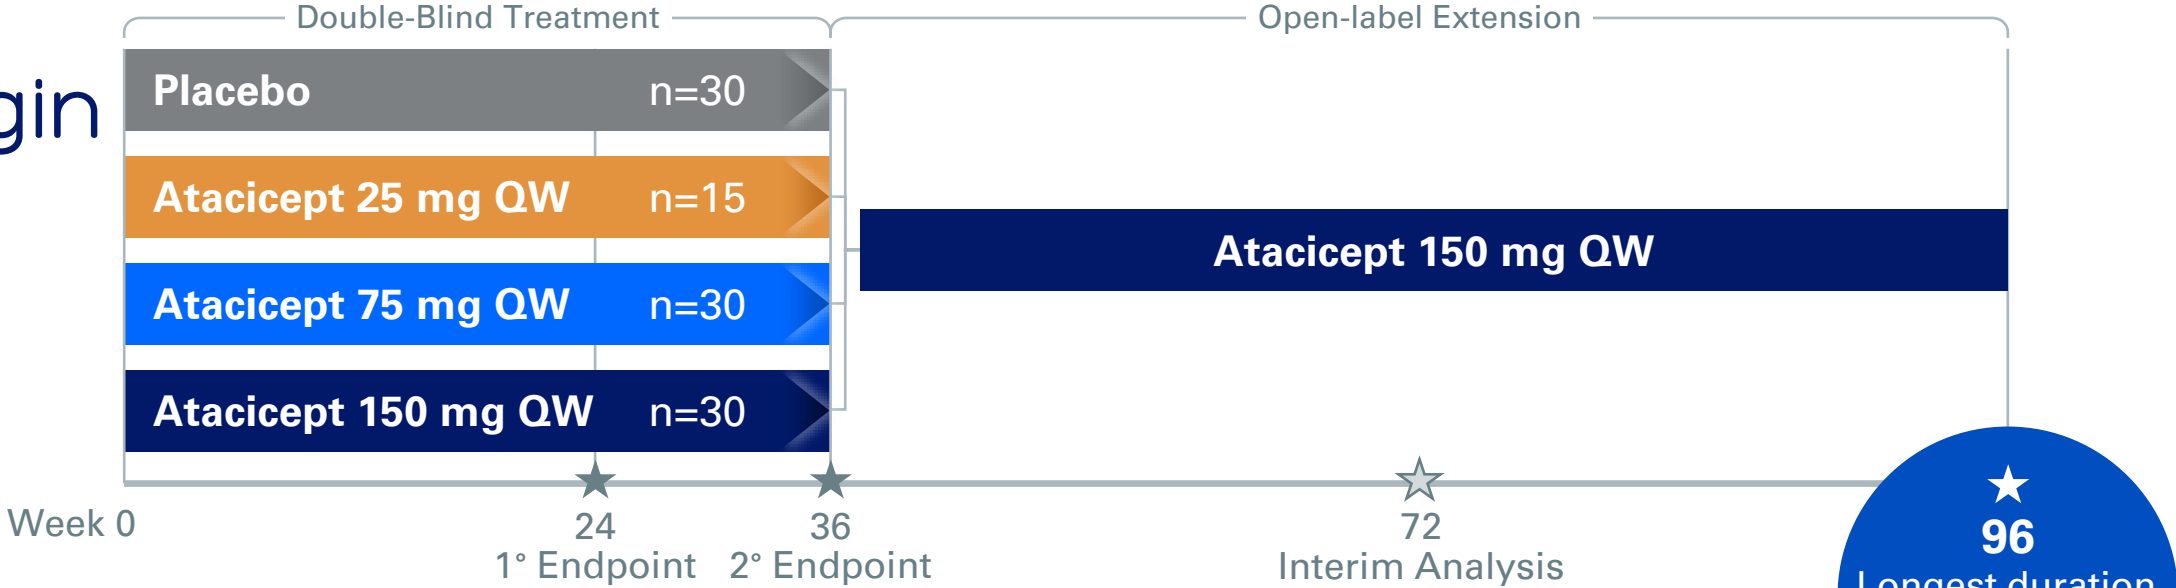 Double-Blind Treatment Open-label Extension
gin
Placebo n=30
Atacicept 25 mg QW n=15
Atacicept 75 mg QW n=30
Atacicept 150 mg QW n=30
Atacicept 150 mg QW
Week 0 24 36 72 96
1° Endpoint 2° Endpoint Interim Analysis Longest duration